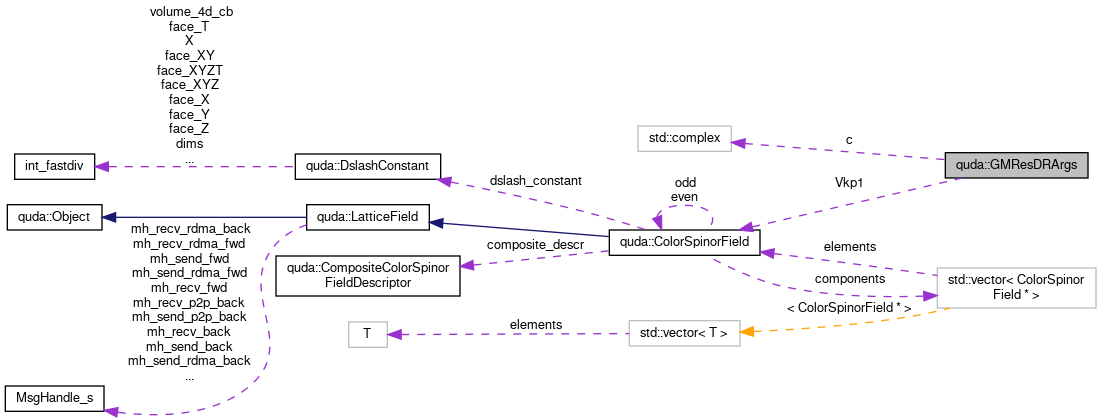 volume_4d_cb
face_T
X
face_XY
face_XYZT
face_XYZ
face_X
face_Y
face_Z
dims
...
int_fastdiv
quda::DslashConstant
std::complex
c
quda::GMResDRArgs
dslash_constant
odd
even
Vkp1
quda::Object
quda::LatticeField
mh_recv_rdma_back
mh_recv_rdma_fwd
mh_send_fwd
mh_send_rdma_fwd
mh_recv_fwd
mh_recv_p2p_back
mh_send_p2p_back
mh_recv_back
mh_send_back
mh_send_rdma_back
...
composite_descr
quda::ColorSpinorField
quda::CompositeColorSpinor
FieldDescriptor
elements
components
std::vector< ColorSpinor
Field * >
< ColorSpinorField * >
T
elements
std::vector< T >
MsgHandle_s